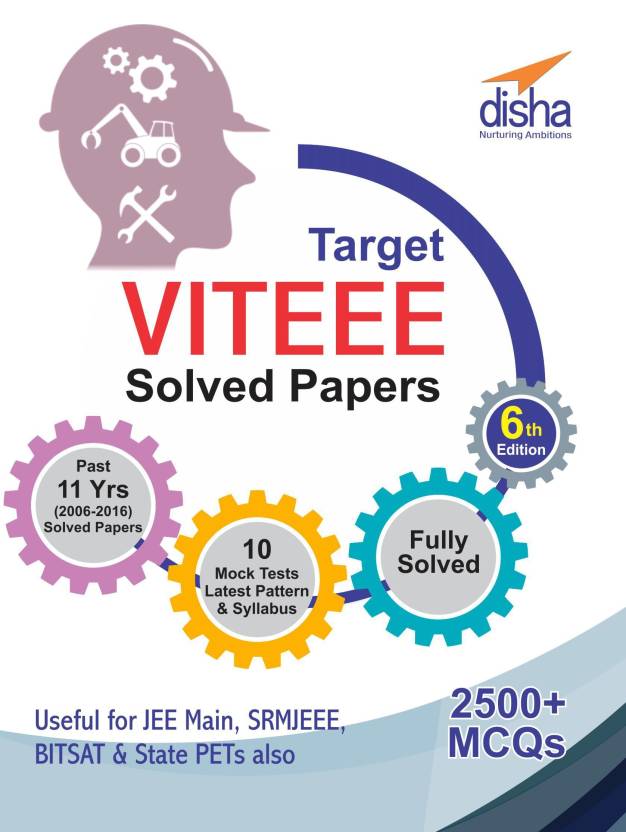 disha
Nurturing Ambitions
Target
VITEEE
Solved Papers
6th
Edition
Past
11 Yrs
(2006-2016)
Solved Papers
10
Mock Tests
Latest Pattern
& Syllabus
Fully
Solved
Useful for JEE Main, SRMJEEE,
BITSAT & State PETs also
2500+
MCQs